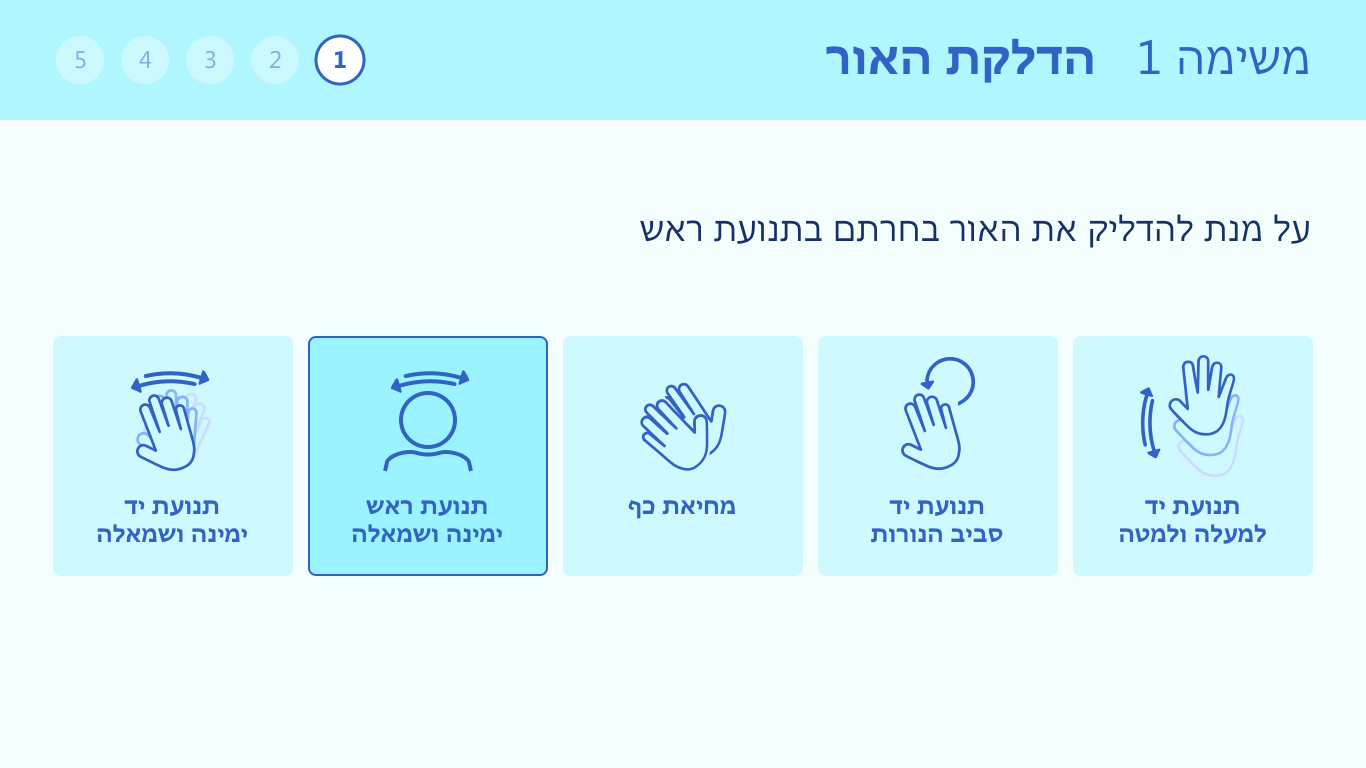 משימה 1 הדלקת האור
1 2 3 4 5
על מנת להדליק את האור בחרתם בתנועת ראש
תנועת יד
למעלה ולמטה
תנועת יד
סביב הנורות
מחיאת כף
תנועת ראש
ימינה ושמאלה
תנועת יד
ימינה ושמאלה